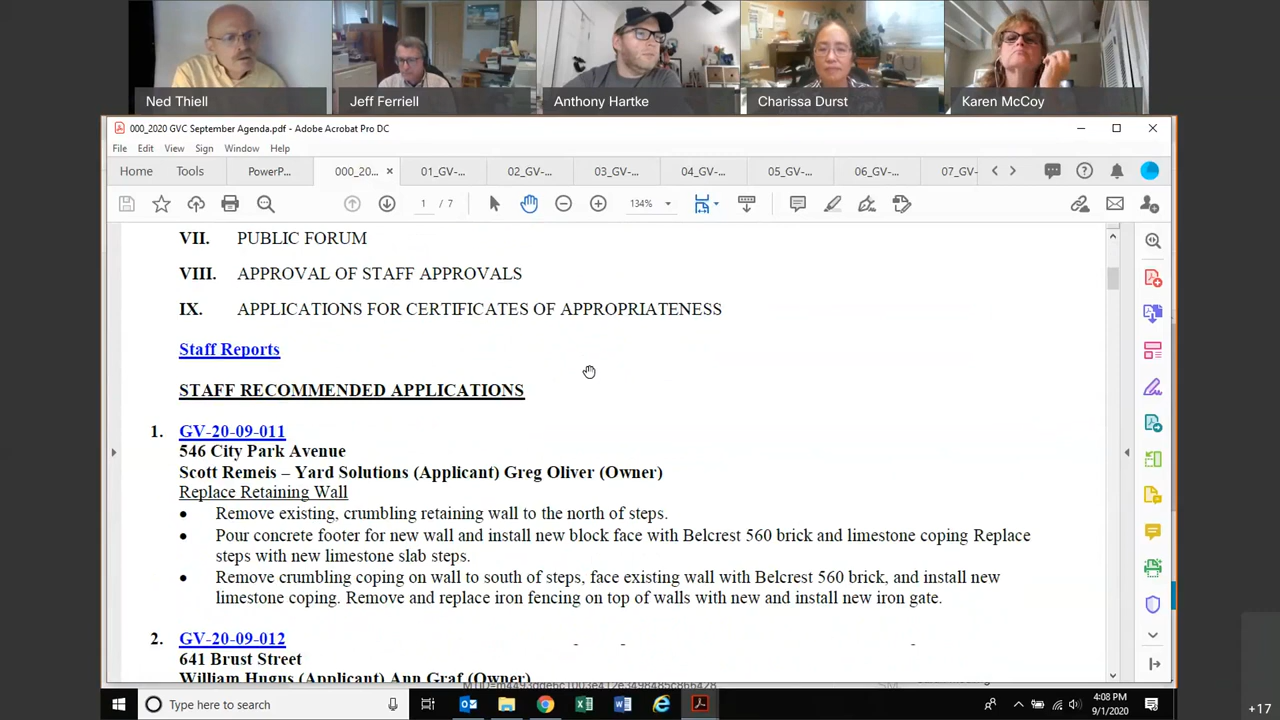 Ned Thiell
Jeff Ferriell
Anthony Hartke
Charissa Durst
Karen McCoy
000_2020 GVC September Agenda.pdf - Adobe Acrobat Pro DC
File Edit View Sign Window Help
Home Tools PowerP... 000_20... × 01_GV-... 02_GV-... 03_GV-... 04_GV-... 05_GV-... 06_GV-... 07_GV-
1 / 7 134%
VII. PUBLIC FORUM
VIII. APPROVAL OF STAFF APPROVALS
IX. APPLICATIONS FOR CERTIFICATES OF APPROPRIATENESS
Staff Reports
STAFF RECOMMENDED APPLICATIONS
1. GV-20-09-011
546 City Park Avenue
Scott Remeis – Yard Solutions (Applicant) Greg Oliver (Owner)
Replace Retaining Wall
• Remove existing, crumbling retaining wall to the north of steps.
• Pour concrete footer for new wall and install new block face with Belcrest 560 brick and limestone coping Replace
steps with new limestone slab steps.
• Remove crumbling coping on wall to south of steps, face existing wall with Belcrest 560 brick, and install new
limestone coping. Remove and replace iron fencing on top of walls with new and install new iron gate.
2. GV-20-09-012
641 Brust Street
William Hugus (Applicant) Ann Graf (Owner)
Type here to search
4:08 PM
9/1/2020
+17